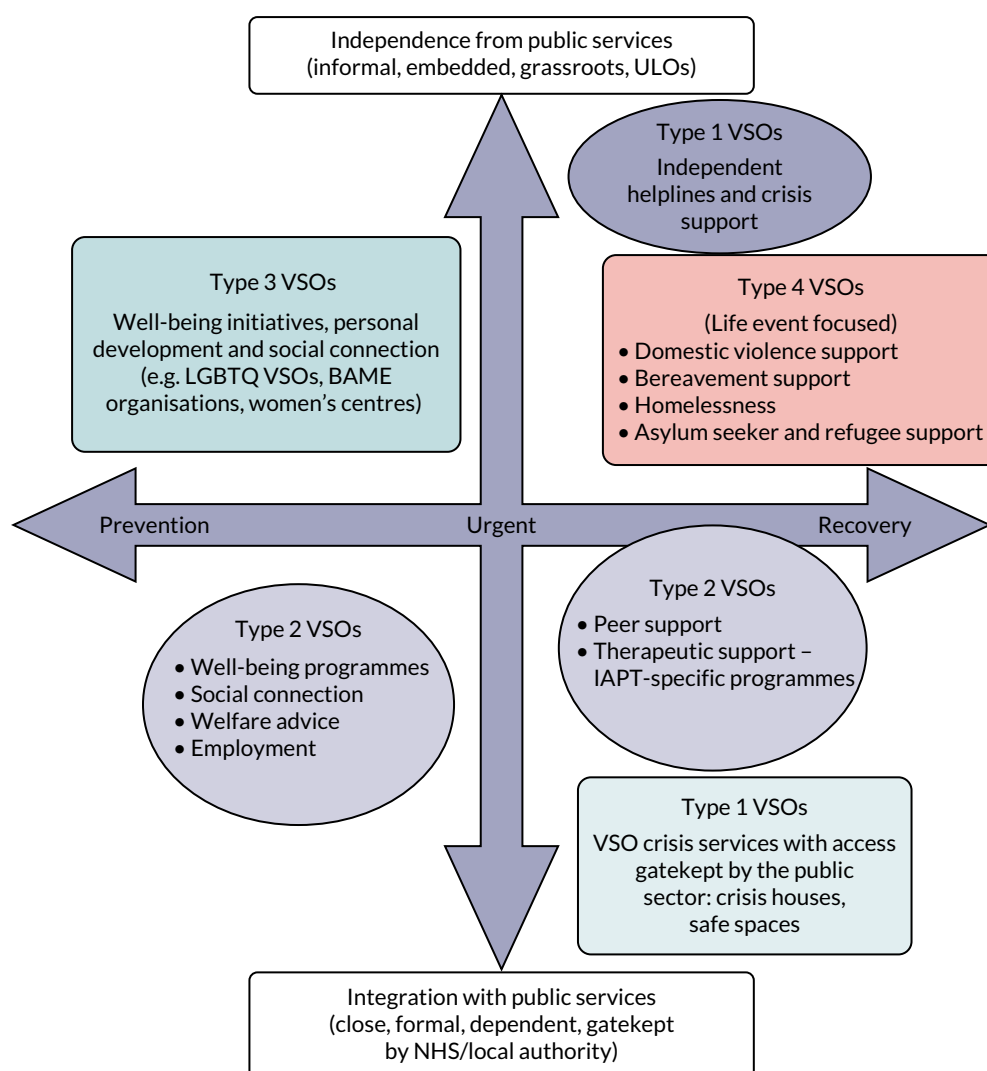 Independence from public services
(informal, embedded, grassroots, ULOs)
Type 1 VSOs
Independent
helplines and crisis
support
Type 3 VSOs
Well-being initiatives, personal
development and social connection
(e.g. LGBTQ VSOs, BAME
organisations, women’s centres)
Type 4 VSOs
(Life event focused)
• Domestic violence support
• Bereavement support
• Homelessness
• Asylum seeker and refugee support
Prevention
Urgent
Recovery
Type 2 VSOs
• Well-being programmes
• Social connection
• Welfare advice
• Employment
Type 2 VSOs
• Peer support
• Therapeutic support –
IAPT-specific programmes
Type 1 VSOs
VSO crisis services with access
gatekept by the public
sector: crisis houses,
safe spaces
Integration with public services
(close, formal, dependent, gatekept
by NHS/local authority)